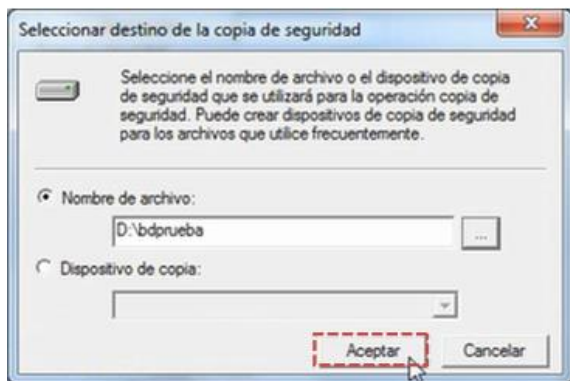 Seleccionar destino de la copia de seguridad
Seleccione el nombre de archivo o el dispositivo de copia
de seguridad que se utilizará para la operación copia de
seguridad. Puede crear dispositivos de copia de seguridad
para los archivos que utilice frecuentemente.
Nombre de archivo:
D:\bdprueba
...
Dispositivo de copia:
Aceptar Cancelar